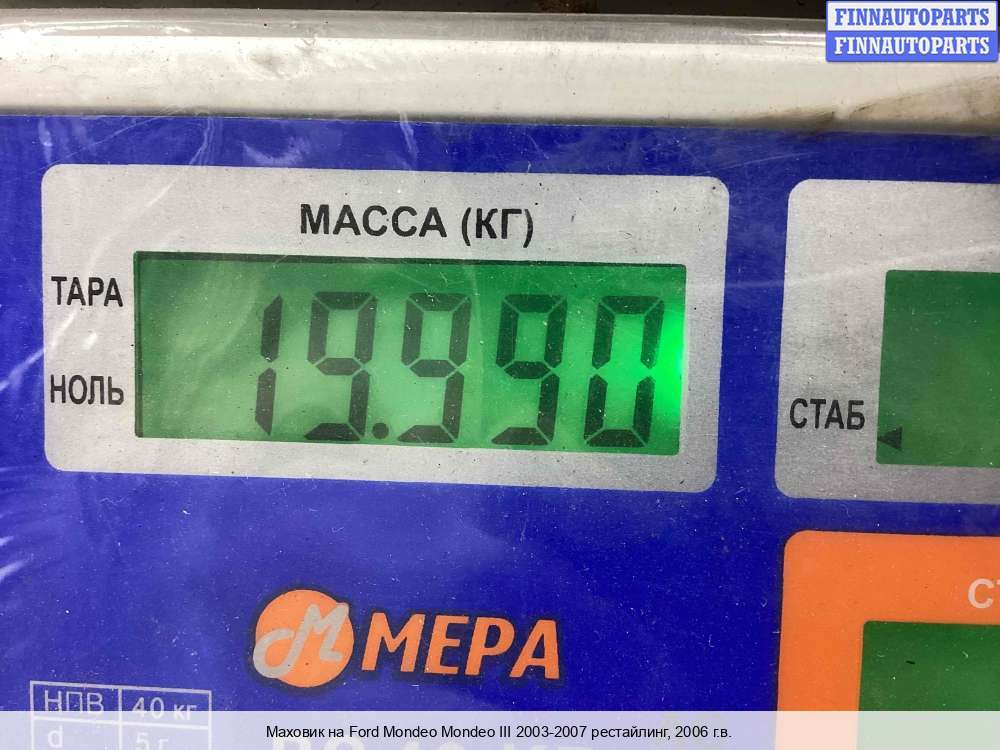 FINNAUTOPARTS
FINNAUTOPARTS
МАССА (КГ)
ТАРА
19.990
НОЛЬ
СТАБ
МЕРА
НПВ 40 кг
d 5 г
Маховик на Ford Mondeo Mondeo III 2003-2007 рестайлинг, 2006 г.в.